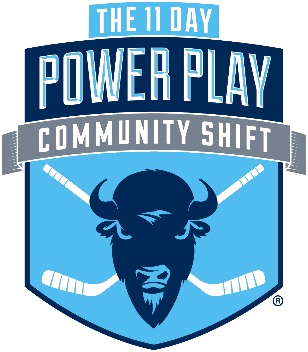 THE 11 DAY
POWER PLAY
COMMUNITY SHIFT
®